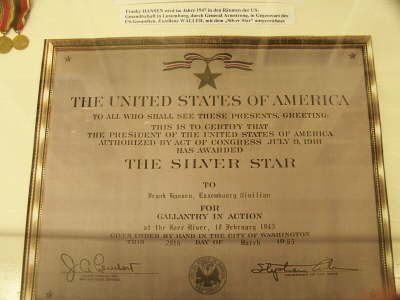 Franky HANSEN wird im Jahre 1947 in den Räumen der US-
Gesandtschaft in Luxemburg, durch General Armstrong, in Gegenwart des
US-Gesandten, Exzellenz WALLER, mit dem „Silver Star" ausgezeichnet
THE UNITED STATES OF AMERICA
TO ALL WHO SHALL SEE THESE PRESENTS, GREETING:
THIS IS TO CERTIFY THAT
THE PRESIDENT OF THE UNITED STATES OF AMERICA
AUTHORIZED BY ACT OF CONGRESS JULY 9, 1918
HAS AWARDED
THE SILVER STAR
TO
Frank Hansen, Luxembourg Civilian
FOR
GALLANTRY IN ACTION
at the Roer River, 18 February 1945
GIVEN UNDER MY HAND IN THE CITY OF WASHINGTON
THIS DAY OF March